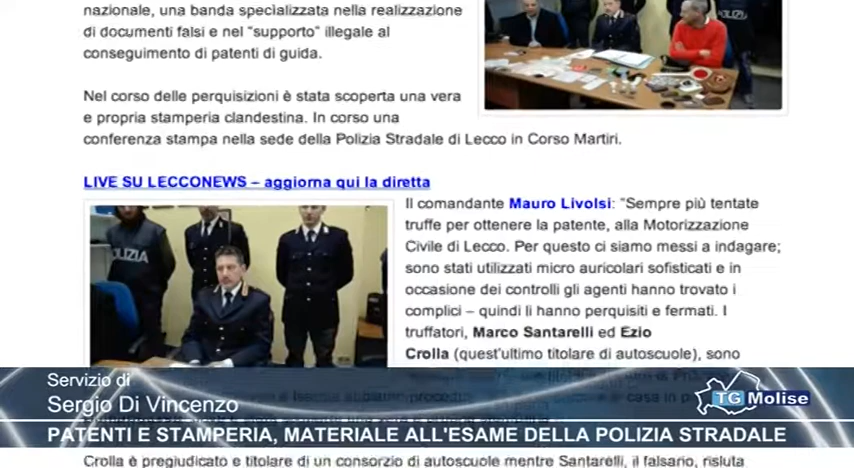 nazionale, una banda specializzata nella realizzazione
di documenti falsi e nel “supporto” illegale al
conseguimento di patenti di guida.
Nel corso delle perquisizioni è stata scoperta una vera
e propria stamperia clandestina. In corso una
conferenza stampa nella sede della Polizia Stradale di Lecco in Corso Martiri.
LIVE SU LECCONEWS – aggiorna qui la diretta
Il comandante Mauro Livolsi: “Sempre più tentate
truffe per ottenere la patente, alla Motorizzazione
Civile di Lecco. Per questo ci siamo messi a indagare;
sono stati utilizzati micro auricolari sofisticati e in
occasione dei controlli gli agenti hanno trovato i
complici – quindi li hanno perquisiti e fermati. I
truffatori, Marco Santarelli ed Ezio
Crolla (quest'ultimo titolare di autoscuole), sono
POLIZIA
POLIZIA
Servizio di
Sergio Di Vincenzo
TG Molise
PATENTI E STAMPERIA, MATERIALE ALL'ESAME DELLA POLIZIA STRADALE
Crolla è pregiudicato e titolare di un consorzio di autoscuole mentre Santarelli, il falsario, risulta